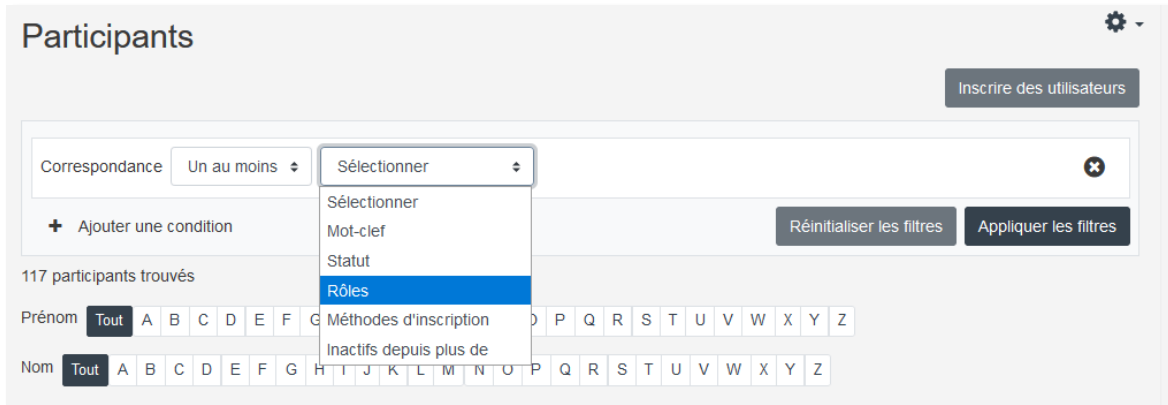 Participants
Inscrire des utilisateurs
Correspondance Un au moins Sélectionner
Sélectionner
Mot-clef
Statut
Rôles
Méthodes d'inscription
Inactifs depuis plus de
Ajouter une condition Réinitialiser les filtres Appliquer les filtres
117 participants trouvés
Prénom Tout A B C D E F G P Q R S T U V W X Y Z
Nom Tout A B C D E F G H I J K L M N O P Q R S T U V W X Y Z